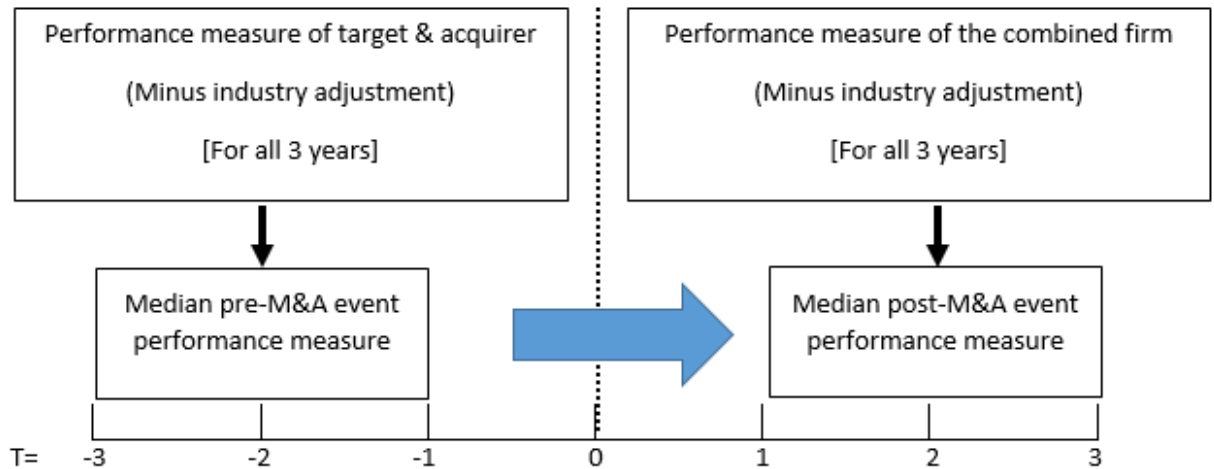 Performance measure of target & acquirer
(Minus industry adjustment)
[For all 3 years]
Performance measure of the combined firm
(Minus industry adjustment)
[For all 3 years]
Median pre-M&A event
performance measure
Median post-M&A event
performance measure
T= -3 -2 -1 0 1 2 3